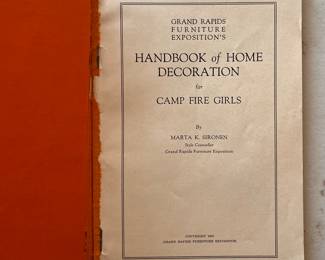 GRAND RAPIDS
FURNITURE
EXPOSITION'S
HANDBOOK of HOME
DECORATION
for
CAMP FIRE GIRLS
By
MARTA K. SIRONEN
Style Counsellor
Grand Rapids Furniture Exposition
COPYRIGHT
GRAND RAPIDS FURNITURE EXPOSITION